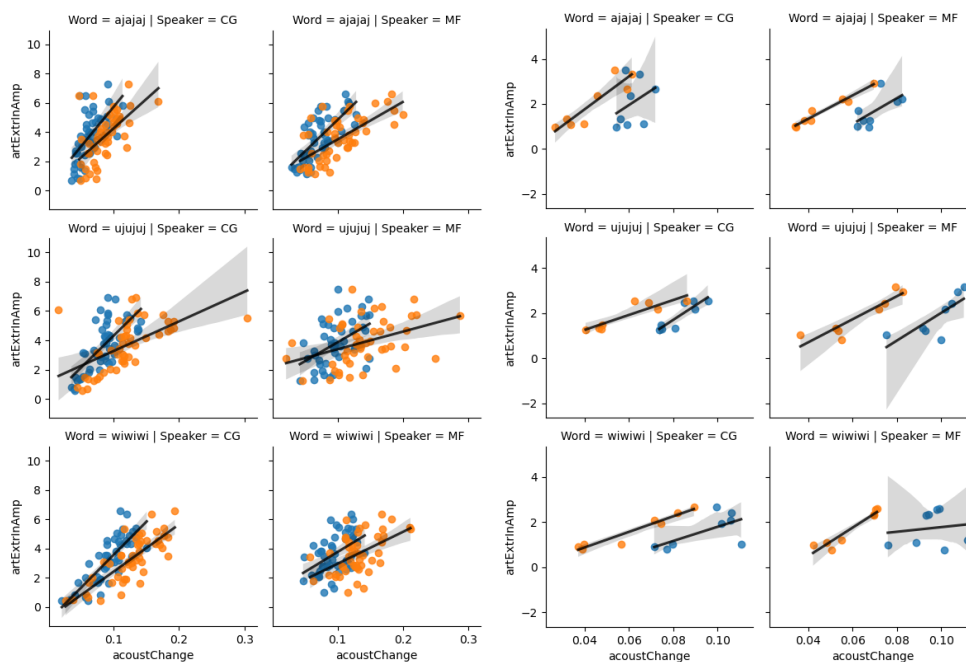 Word = ajajaj | Speaker = CG
Word = ajajaj | Speaker = MF
Word = ajajaj | Speaker = CG
Word = ajajaj | Speaker = MF
artExtrInAmp
10
8
6
4
2
0
artExtrInAmp
4
2
0
−2
Word = ujujuj | Speaker = CG
Word = ujujuj | Speaker = MF
Word = ujujuj | Speaker = CG
Word = ujujuj | Speaker = MF
artExtrInAmp
10
8
6
4
2
0
artExtrInAmp
4
2
0
−2
Word = wiwiwi | Speaker = CG
Word = wiwiwi | Speaker = MF
Word = wiwiwi | Speaker = CG
Word = wiwiwi | Speaker = MF
artExtrInAmp
10
8
6
4
2
0
artExtrInAmp
4
2
0
−2
0.1 0.2 0.3
0.1 0.2 0.3
0.04 0.06 0.08 0.10
0.04 0.06 0.08 0.10
acoustChange
acoustChange
acoustChange
acoustChange